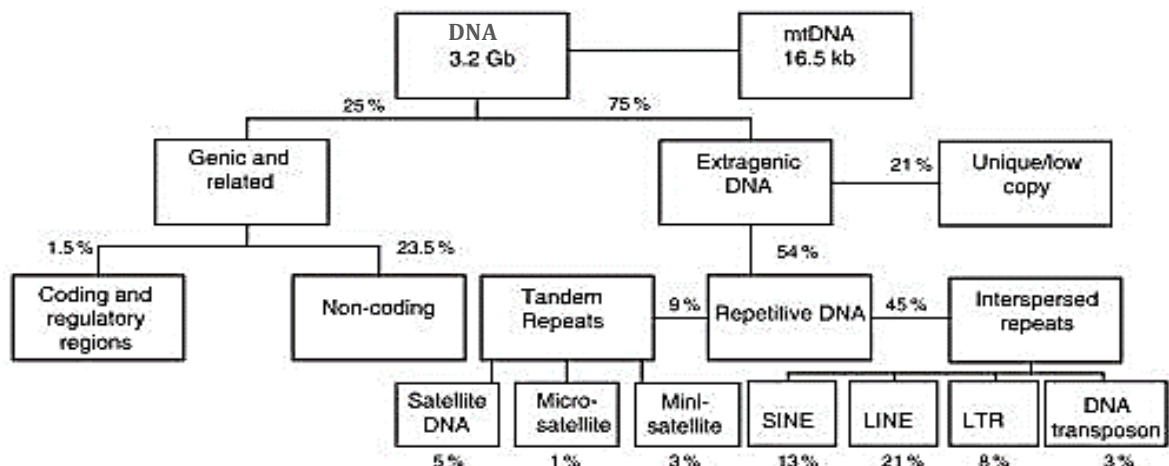 DNA
3.2 Gb
mtDNA
16.5 kb
25 %
75 %
Genic and
related
Extragenic
DNA
21 %
Unique/low
copy
1.5 %
23.5 %
54 %
Coding and
regulatory
regions
Non-coding
Tandem
Repeats
9 %
Repetitive DNA
45 %
Interspersed
repeats
Satellite
DNA
Micro-
satellite
Mini-
satellite
SINE
LINE
LTR
DNA
transposon
5 %
1 %
3 %
13 %
21 %
8 %
3 %